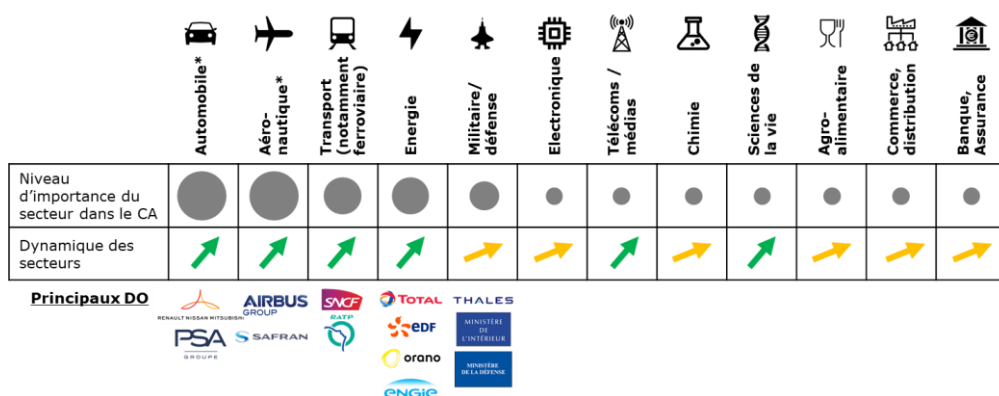 Automobile*
Aéro-
nautique*
Transport
(notamment
ferroviaire)
Energie
Militaire/
défense
Electronique
Télécoms /
médias
Chimie
Sciences de
la vie
Agro-
alimentaire
Commerce,
distribution
Banque,
Assurance
Niveau
d'importance du
secteur dans le CA
Dynamique des
secteurs
Principaux DO
RENAULT NISSAN MITSUBISHI
PSA
GROUPE
AIRBUS
GROUP
SAFRAN
SNCF
RATP
TOTAL
eDF
orano
ENGIE
THALES
MINISTÈRE
DE
L'INTÉRIEUR
MINISTÈRE
DE LA DÉFENSE